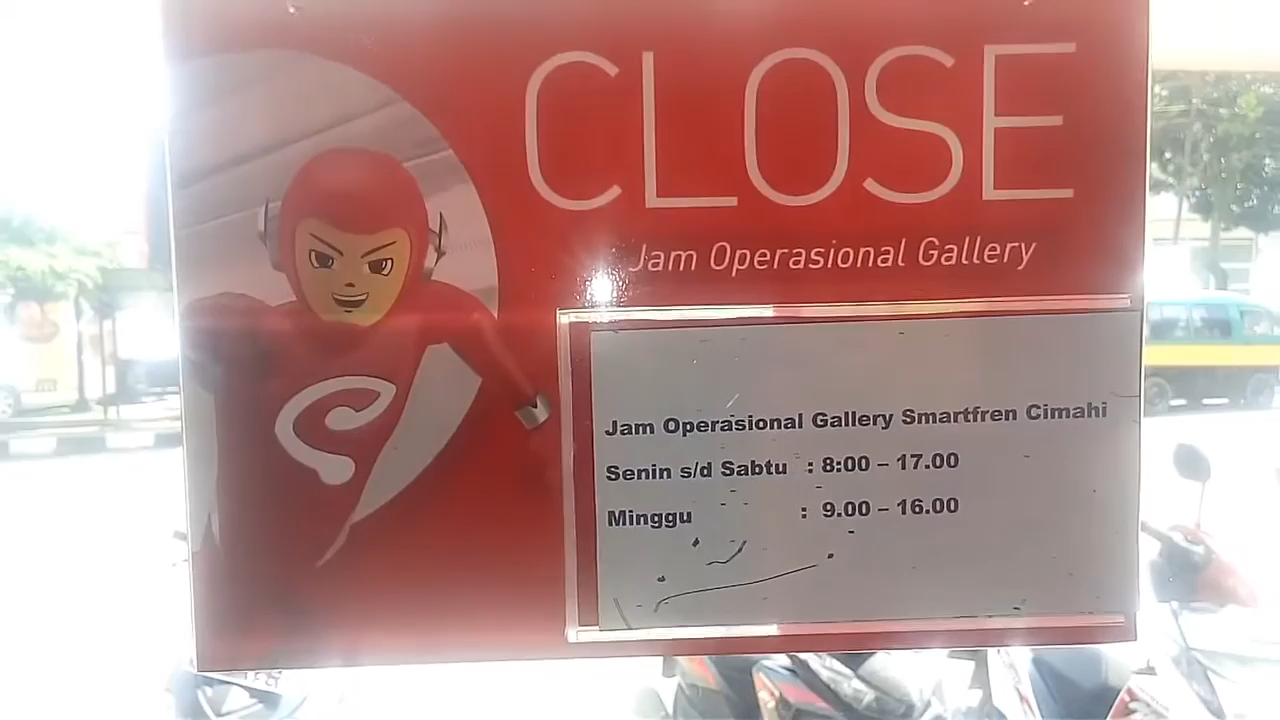 CLOSE
Jam Operasional Gallery
Jam Operasional Gallery Smartfren Cimahi
Senin s/d Sabtu : 8:00 – 17.00
Minggu : 9.00 – 16.00